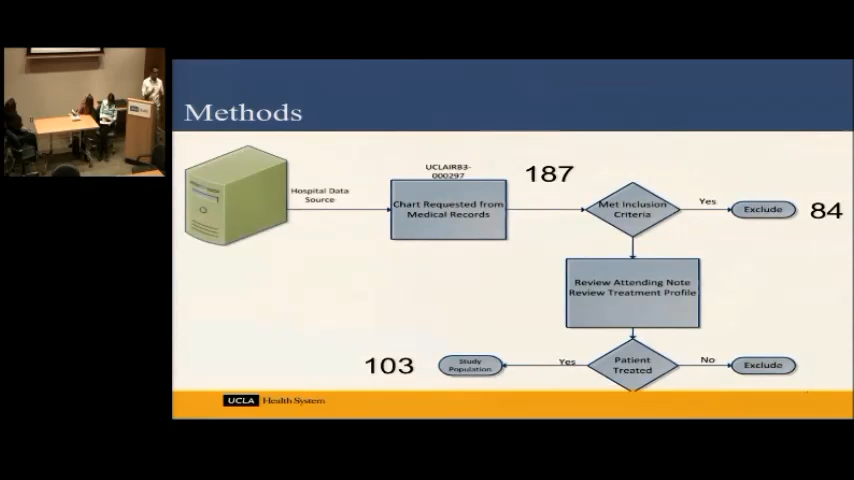 Methods
UCLAIRB3-
000297
187
Hospital Data
Source
Chart Requested from
Medical Records
Met Inclusion
Criteria
Yes
Exclude
84
Review Attending Note
Review Treatment Profile
103
Study
Population
Yes
Patient
Treated
No
Exclude
UCLA Health System